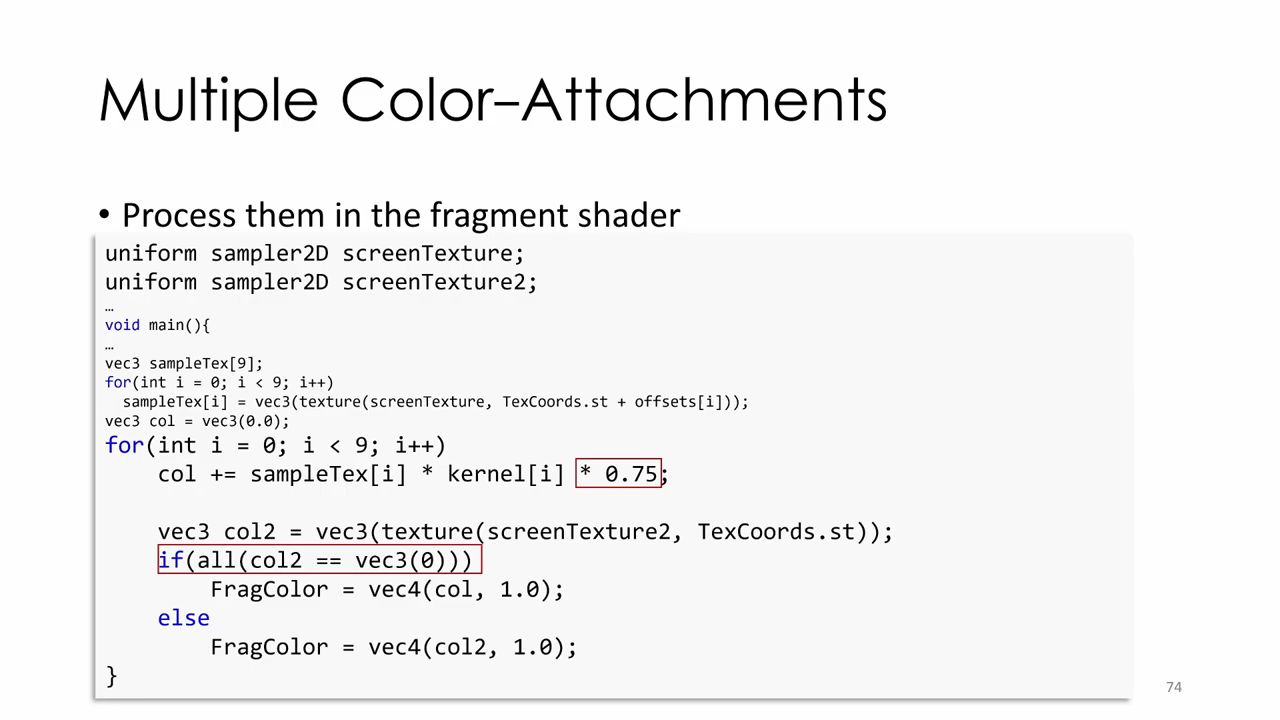 Multiple Color–Attachments
• Process them in the fragment shader
uniform sampler2D screenTexture;
uniform sampler2D screenTexture2;
…
void main(){
…
vec3 sampleTex[9];
for(int i = 0; i < 9; i++)
  sampleTex[i] = vec3(texture(screenTexture, TexCoords.st + offsets[i]));
vec3 col = vec3(0.0);
for(int i = 0; i < 9; i++)
    col += sampleTex[i] * kernel[i] * 0.75;
    vec3 col2 = vec3(texture(screenTexture2, TexCoords.st));
    if(all(col2 == vec3(0)))
        FragColor = vec4(col, 1.0);
    else
        FragColor = vec4(col2, 1.0);
}
74